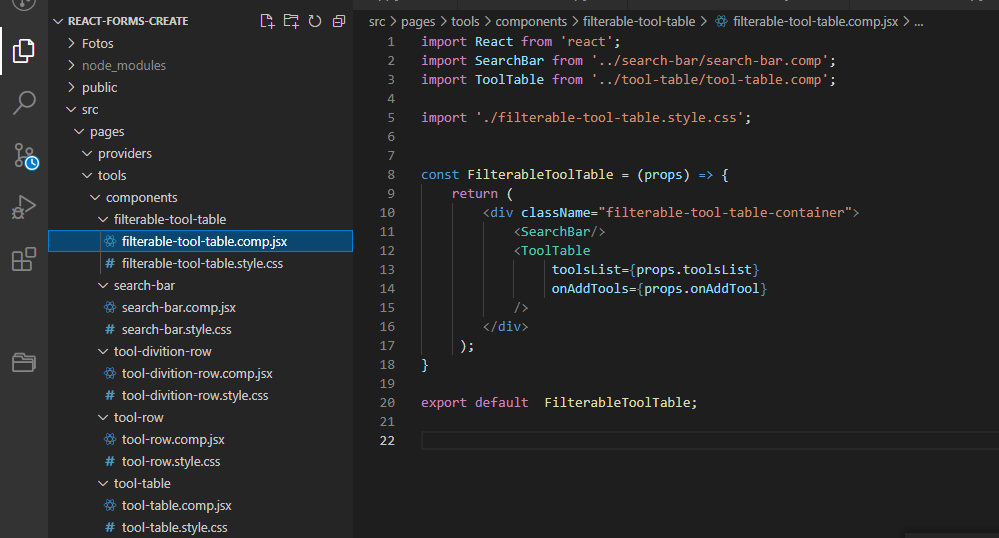 REACT-FORMS-CREATE
Fotos
node_modules
public
src
pages
providers
tools
components
filterable-tool-table
filterable-tool-table.comp.jsx
# filterable-tool-table.style.css
search-bar
search-bar.comp.jsx
# search-bar.style.css
tool-divition-row
tool-divition-row.comp.jsx
# tool-divition-row.style.css
tool-row
tool-row.comp.jsx
# tool-row.style.css
tool-table
tool-table.comp.jsx
# tool-table.style.css
src > pages > tools > components > filterable-tool-table > filterable-tool-table.comp.jsx > ...
1 import React from 'react';
2 import SearchBar from '../search-bar/search-bar.comp';
3 import ToolTable from '../tool-table/tool-table.comp';
4
5 import './filterable-tool-table.style.css';
6
7
8 const FilterableToolTable = (props) => {
9 return (
10 <div className="filterable-tool-table-container">
11 <SearchBar/>
12 <ToolTable
13 toolsList={props.toolsList}
14 onAddTools={props.onAddTool}
15 />
16 </div>
17 );
18 }
19
20 export default  FilterableToolTable;
21
22